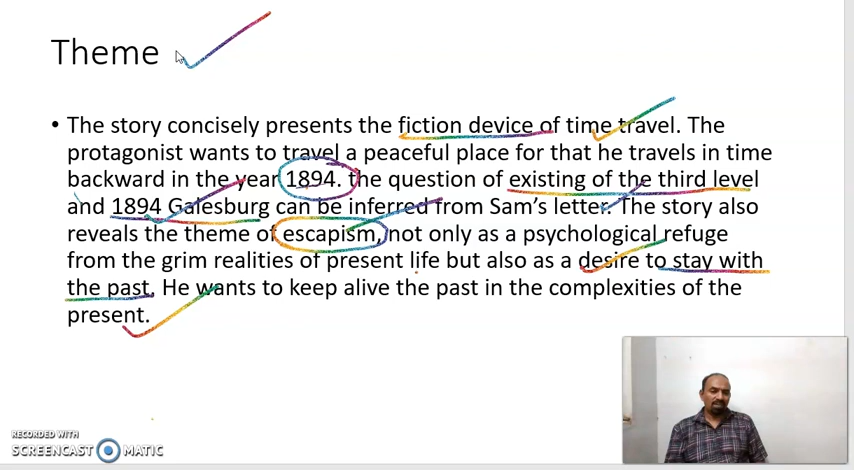 Theme
• The story concisely presents the fiction device of time travel. The
protagonist wants to travel a peaceful place for that he travels in time
backward in the year 1894. the question of existing of the third level
and 1894 Galesburg can be inferred from Sam’s letter. The story also
reveals the theme of escapism, not only as a psychological refuge
from the grim realities of present life but also as a desire to stay with
the past. He wants to keep alive the past in the complexities of the
present.
RECORDED WITH
SCREENCAST MATIC